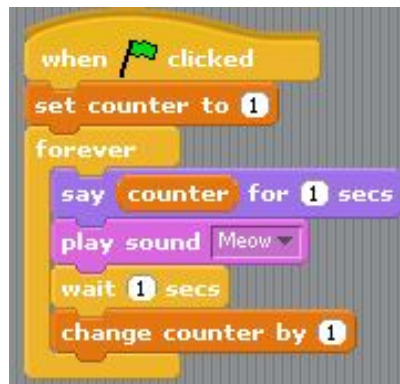 when clicked
set counter to 1
forever
say counter for 1 secs
play sound Meow
wait 1 secs
change counter by 1